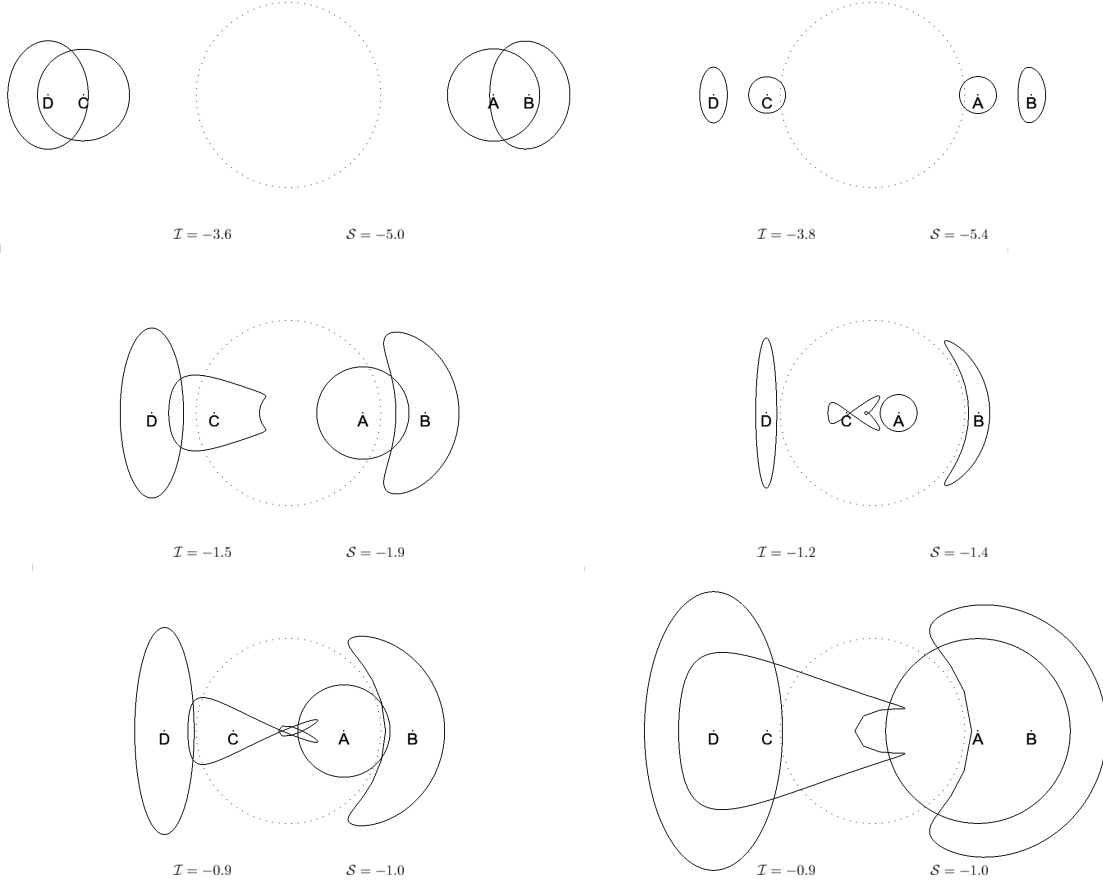 D C A B
D C A B
𝓘 = −3.6 𝓢 = −5.0
𝓘 = −3.8 𝓢 = −5.4
D C A B
D C A B
𝓘 = −1.5 𝓢 = −1.9
𝓘 = −1.2 𝓢 = −1.4
D C A B
D C A B
𝓘 = −0.9 𝓢 = −1.0
𝓘 = −0.9 𝓢 = −1.0